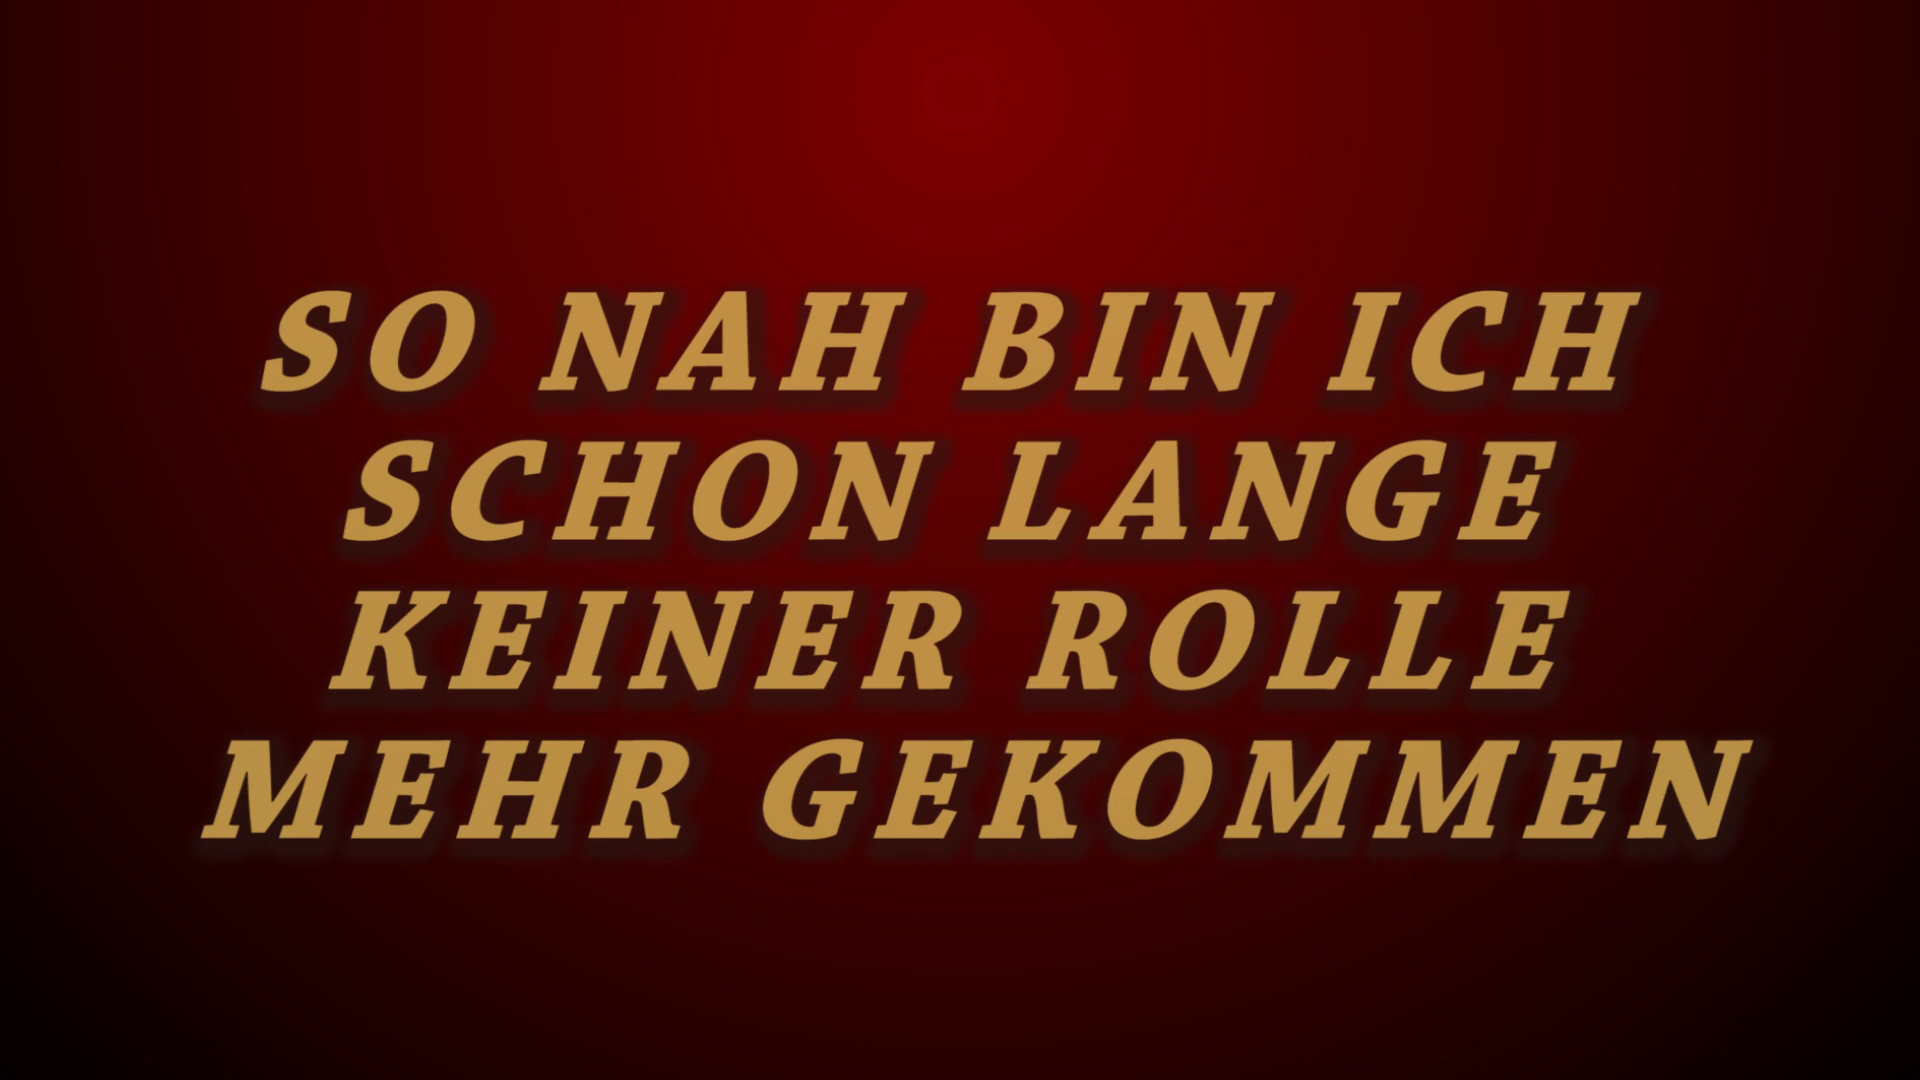 SO NAH BIN ICH
SCHON LANGE
KEINER ROLLE
MEHR GEKOMMEN